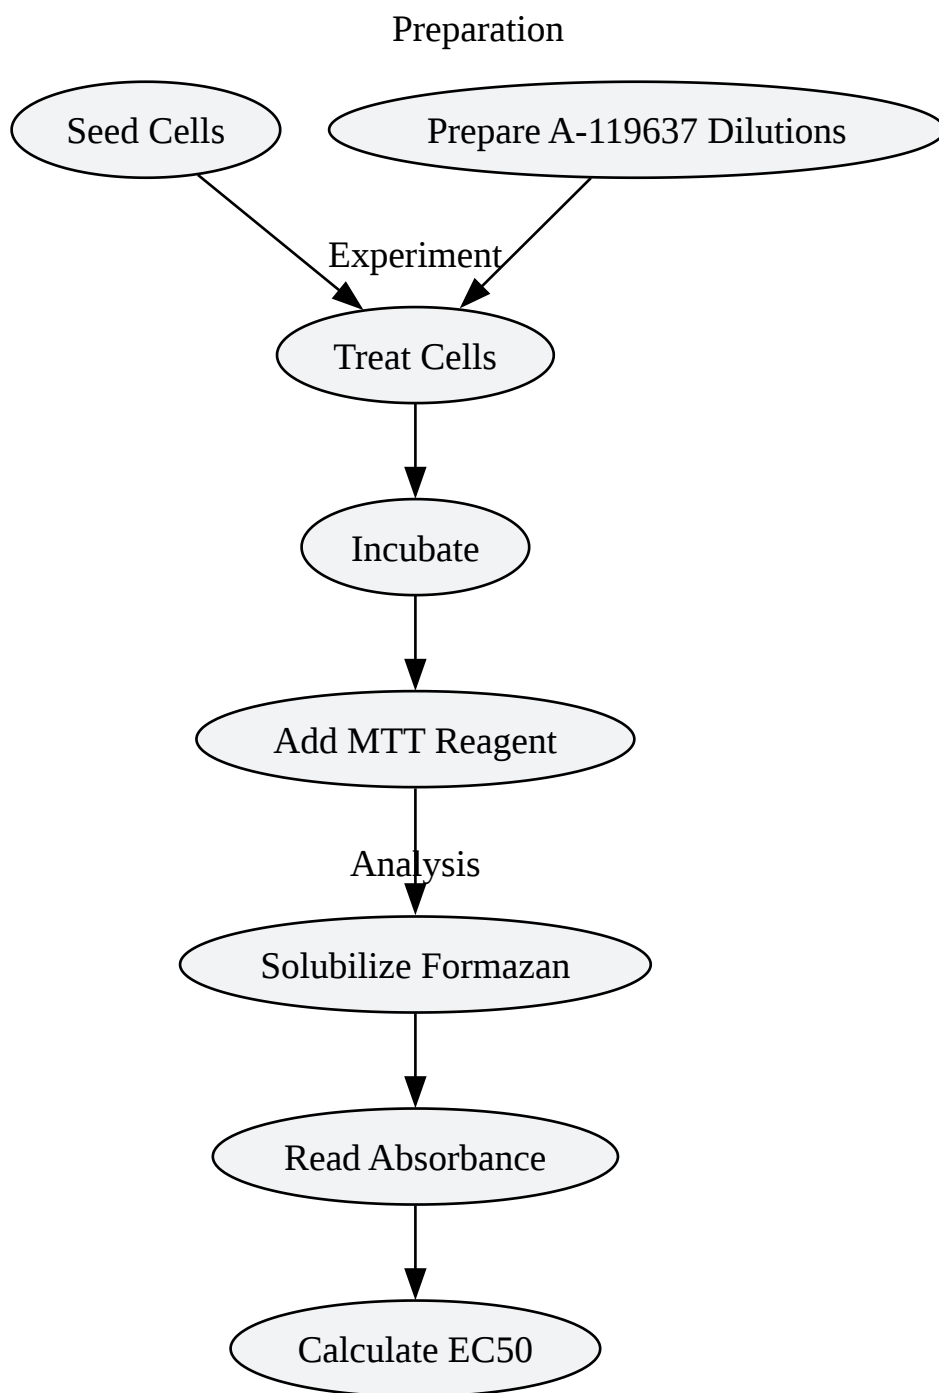 Preparation
Seed Cells
Prepare A-119637 Dilutions
Experiment
Treat Cells
Incubate
Add MTT Reagent
Analysis
Solubilize Formazan
Read Absorbance
Calculate EC50